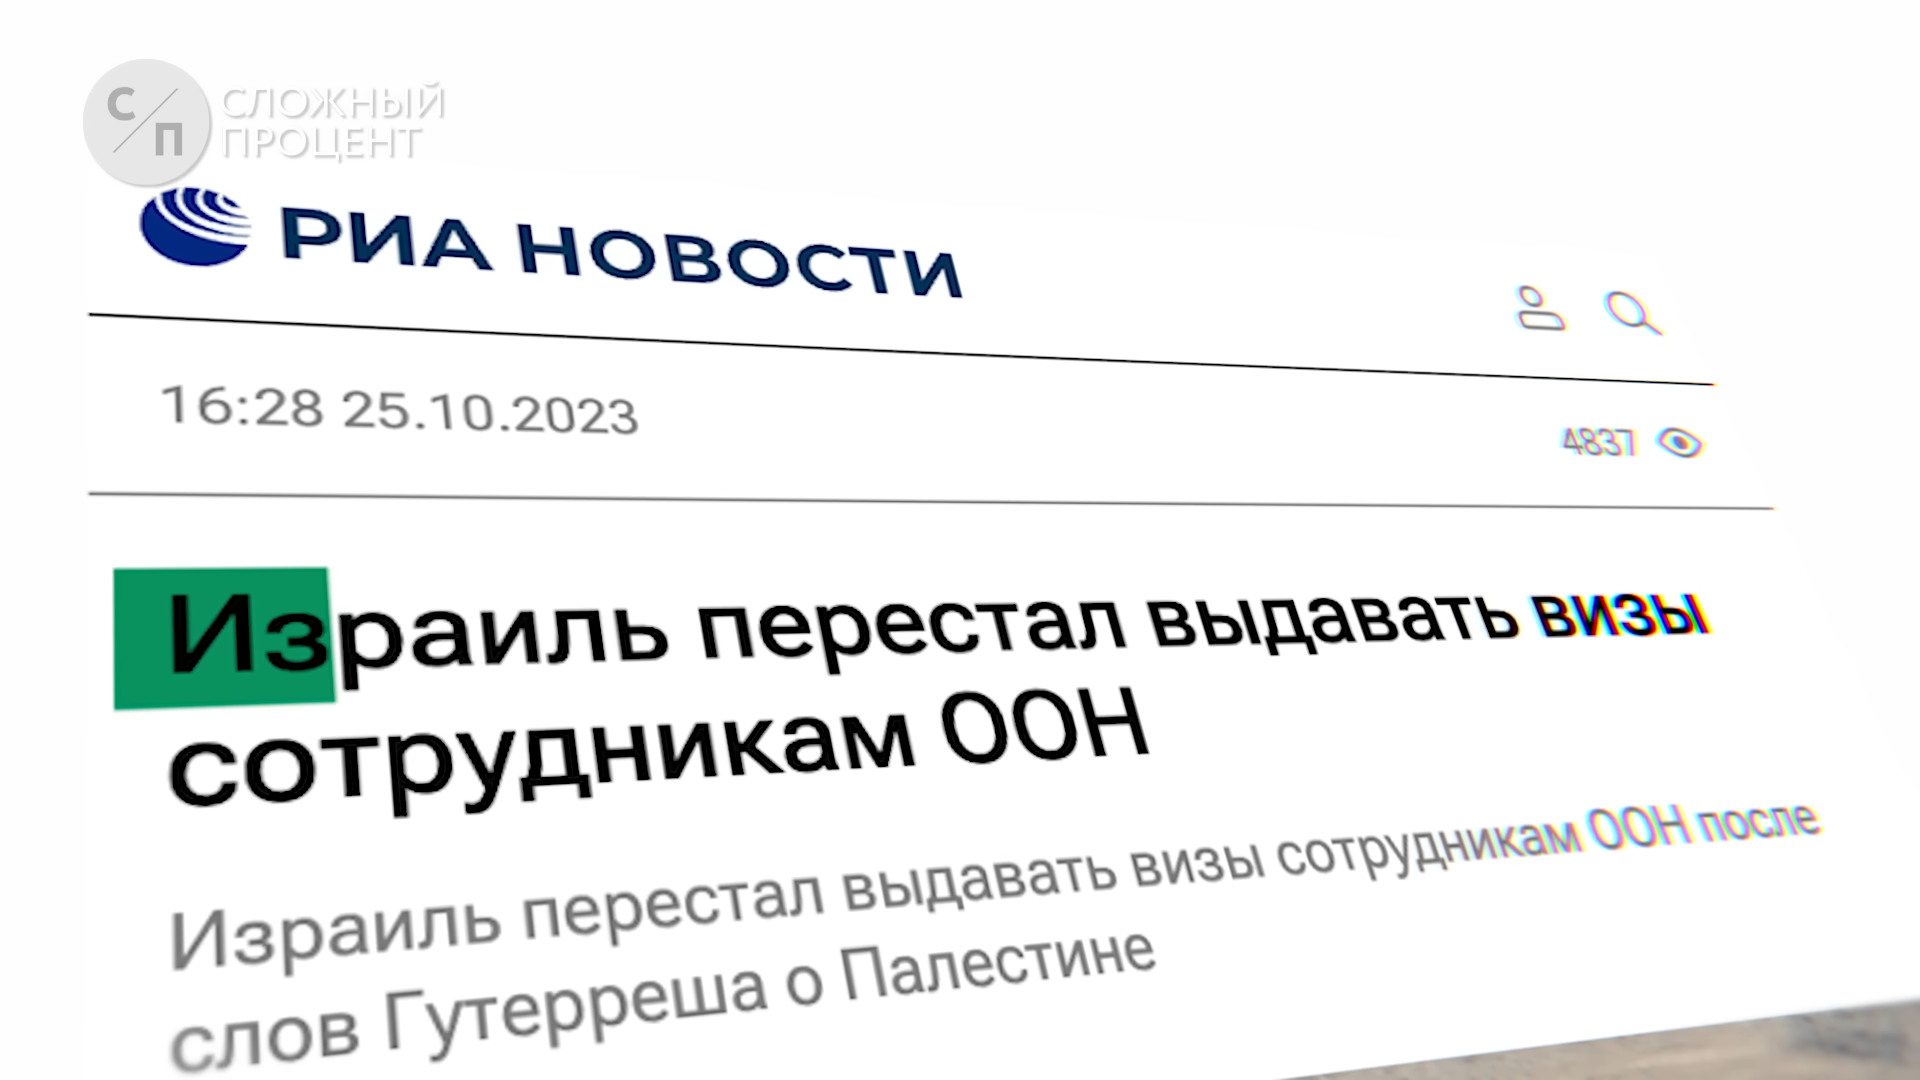 С/П СЛОЖНЫЙ
ПРОЦЕНТ
РИА НОВОСТИ
16:28 25.10.2023
4837
Израиль перестал выдавать визы
сотрудникам ООН
Израиль перестал выдавать визы сотрудникам ООН после
слов Гутерреша о Палестине